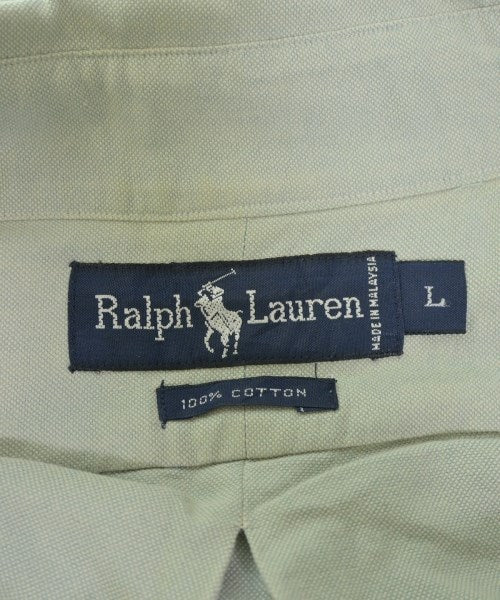 Ralph Lauren
MADE IN MALAYSIA
L
100% COTTON